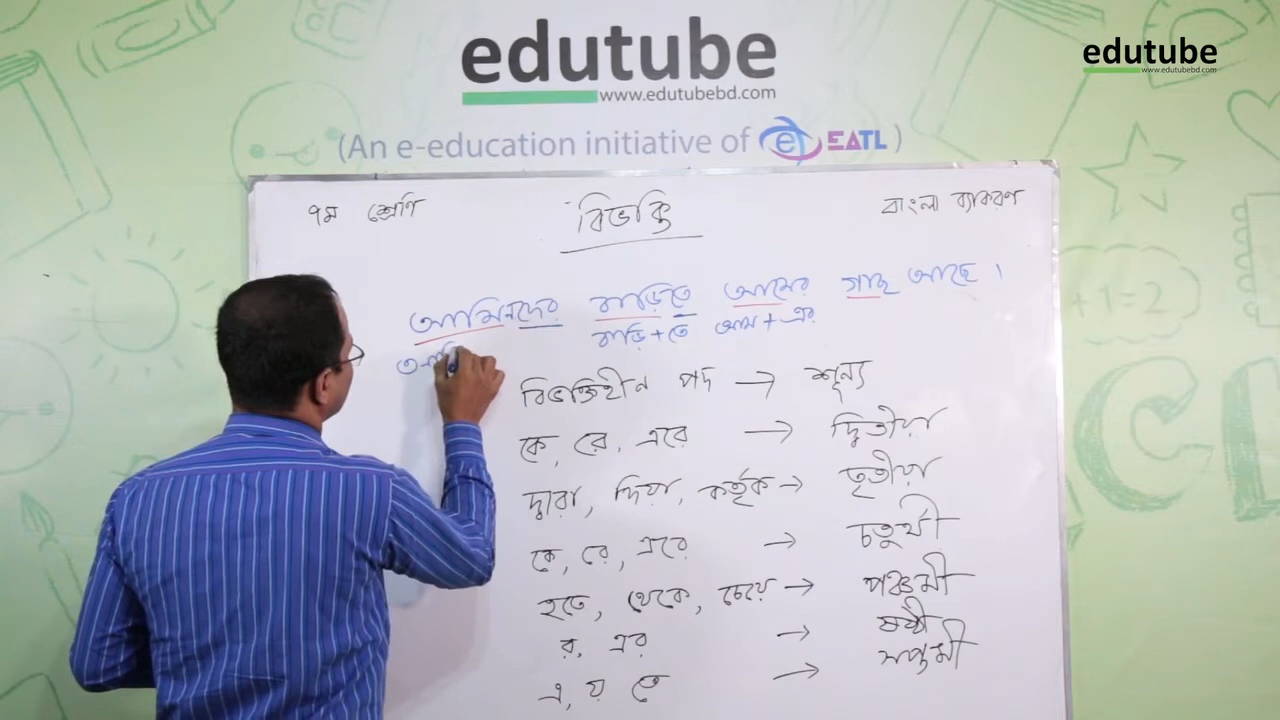 edutube
www.edutubebd.com
(An e-education initiative of EATL)
edutube
www.edutubebd.com
৭ম শ্রেণি
বিভক্তি
বাংলা ব্যাকরণ
আমিনদের বাড়িতে আমের গাছ আছে।
বাড়ি+তে আম+এর
বিভক্তিহীন পদ → শূন্য
কে, রে, এরে → দ্বিতীয়া
দ্বারা, দিয়া, কর্তৃক → তৃতীয়া
কে, রে, এরে → চতুর্থী
হতে, থেকে, চেয়ে → পঞ্চমী
র, এর → ষষ্ঠী
এ, য় তে → সপ্তমী